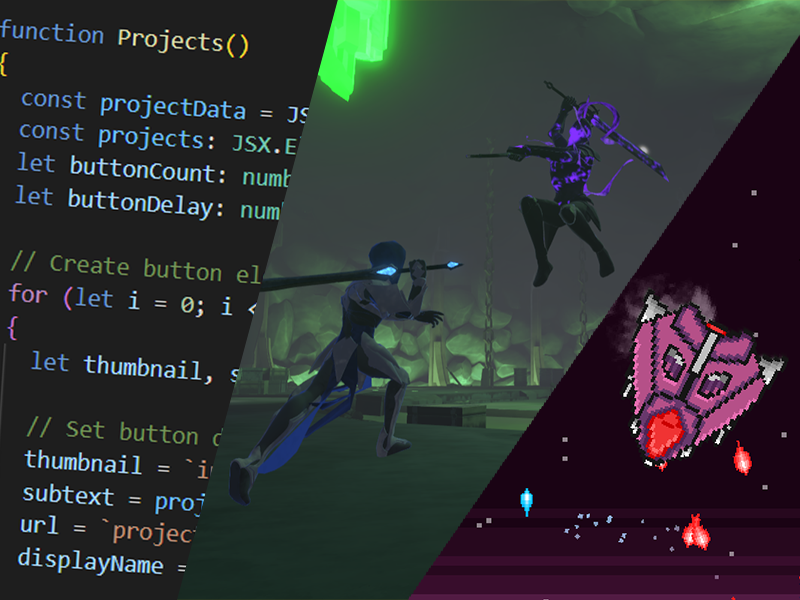 function Projects()
{
const projectData = JS
const projects: JSX.E
let buttonCount: numb
let buttonDelay: num
// Create button el
for (let i = 0; i <
{
let thumbnail, s
// Set button d
thumbnail = `i
subtext = proj
url = `projec
displayName =